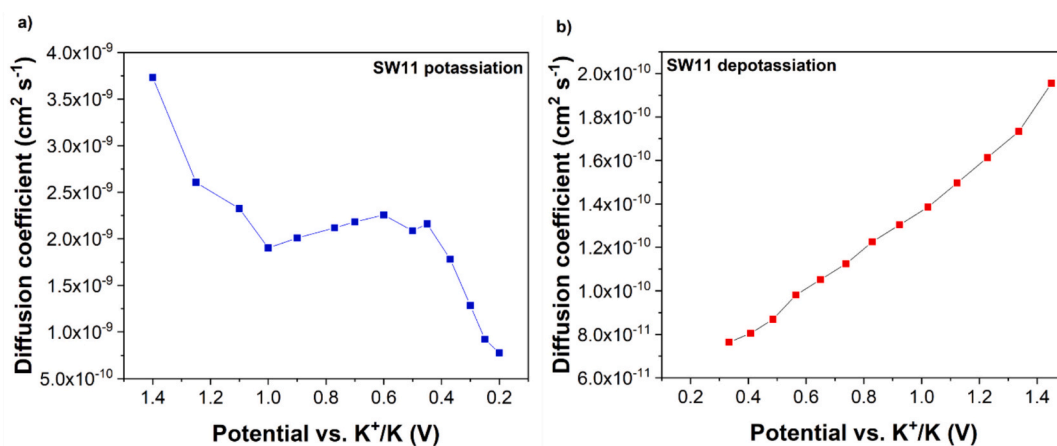 a)
SW11 potassiation
Diffusion coefficient (cm² s⁻¹)
4.0x10⁻⁹
3.5x10⁻⁹
3.0x10⁻⁹
2.5x10⁻⁹
2.0x10⁻⁹
1.5x10⁻⁹
1.0x10⁻⁹
5.0x10⁻¹⁰
1.4 1.2 1.0 0.8 0.6 0.4 0.2
Potential vs. K⁺/K (V)
b)
SW11 depotassiation
Diffusion coefficient (cm² s⁻¹)
2.0x10⁻¹⁰
1.8x10⁻¹⁰
1.6x10⁻¹⁰
1.4x10⁻¹⁰
1.2x10⁻¹⁰
1.0x10⁻¹⁰
8.0x10⁻¹¹
6.0x10⁻¹¹
0.2 0.4 0.6 0.8 1.0 1.2 1.4
Potential vs. K⁺/K (V)